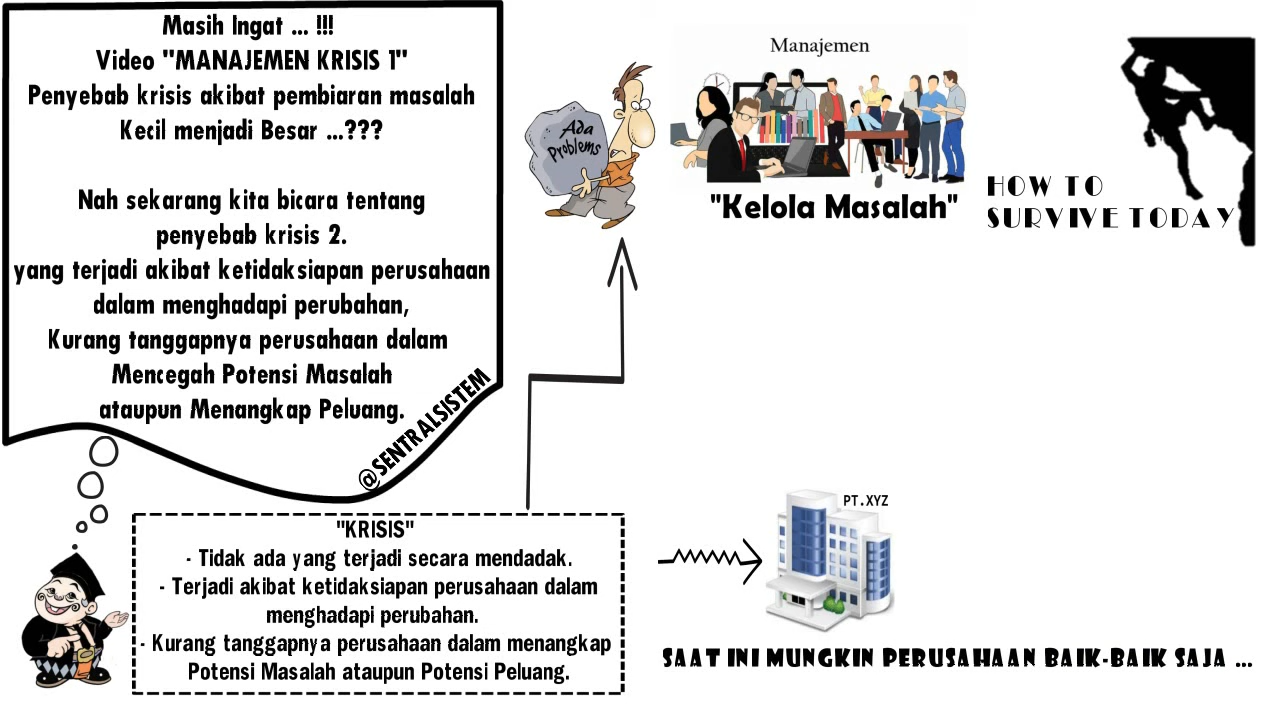 Masih Ingat ... !!!
Video "MANAJEMEN KRISIS 1"
Penyebab krisis akibat pembiaran masalah
Kecil menjadi Besar ...???
Nah sekarang kita bicara tentang
penyebab krisis 2.
yang terjadi akibat ketidaksiapan perusahaan
dalam menghadapi perubahan,
Kurang tanggapnya perusahaan dalam
Mencegah Potensi Masalah
ataupun Menangkap Peluang.
@SENTRALSISTEM
Ada
Problems
Manajemen
"Kelola Masalah"
HOW TO
SURVIVE TODAY
"KRISIS"
- Tidak ada yang terjadi secara mendadak.
- Terjadi akibat ketidaksiapan perusahaan dalam
menghadapi perubahan.
- Kurang tanggapnya perusahaan dalam menangkap
Potensi Masalah ataupun Potensi Peluang.
PT.XYZ
SAAT INI MUNGKIN PERUSAHAAN BAIK-BAIK SAJA ...